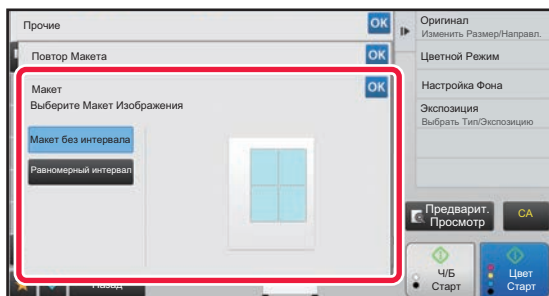 Прочие
OK
Повтор Макета
OK
Макет
OK
Выберите Макет Изображения
Макет без интервала
Равномерный интервал
Назад
Оригинал
Изменить Размер/Направл.
Цветной Режим
Настройка Фона
Экспозиция
Выбрать Тип/Экспозицию
Предварит.
Просмотр
CA
Ч/Б
Старт
Цвет
Старт